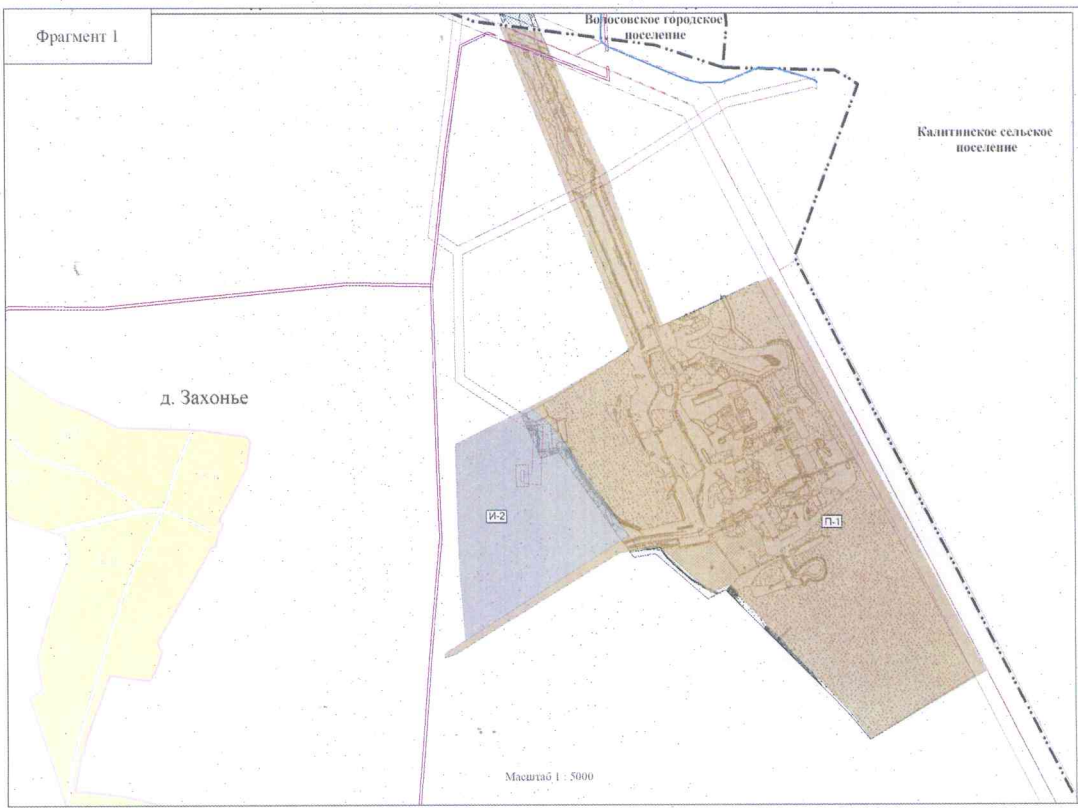 Фрагмент 1
Волосовское городское
поселение
Калитинское сельское
поселение
д. Захонье
И-2
П-1
Масштаб 1 : 5000